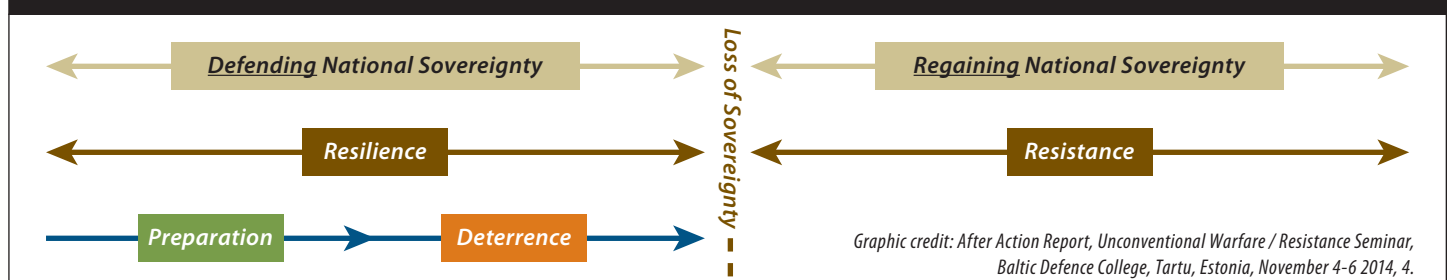 Defending National Sovereignty
Regaining National Sovereignty
Loss of Sovereignty
Resilience
Resistance
Preparation
Deterrence
Graphic credit: After Action Report, Unconventional Warfare / Resistance Seminar,
Baltic Defence College, Tartu, Estonia, November 4-6 2014, 4.